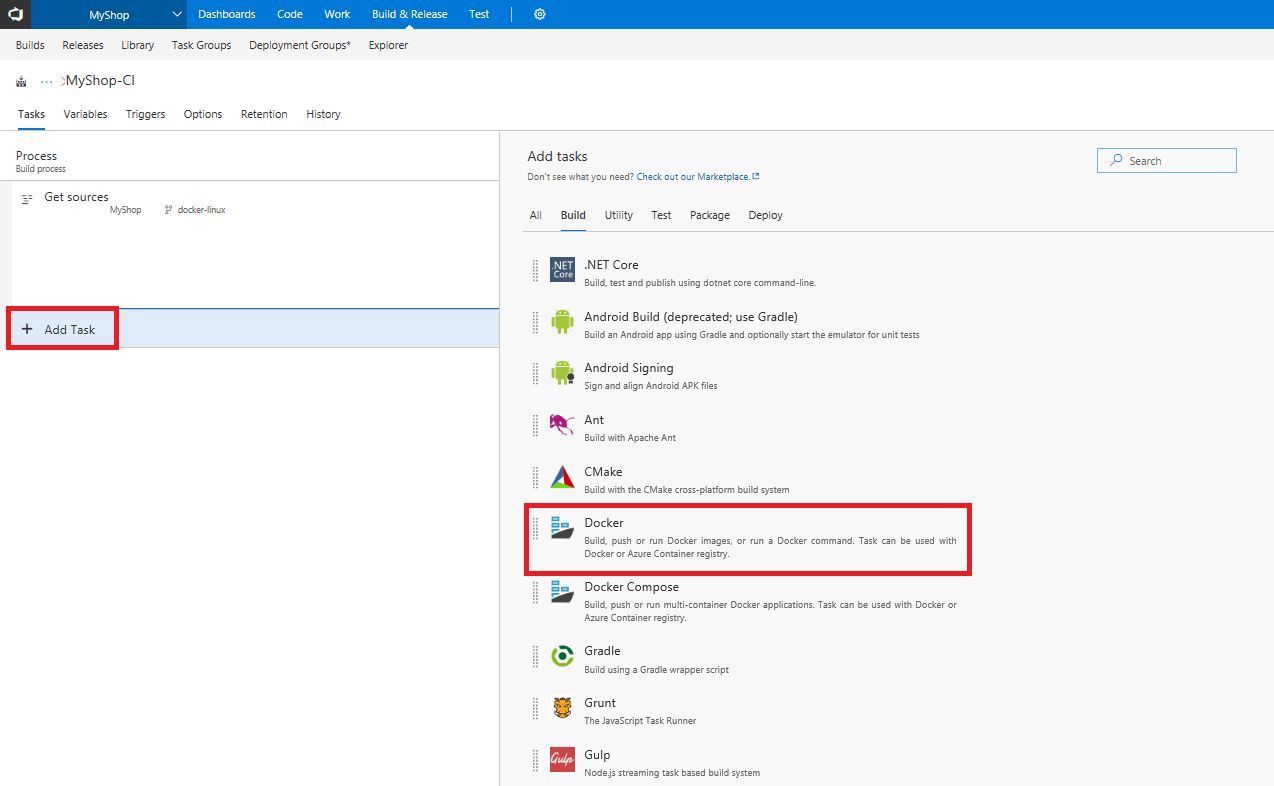 MyShop Dashboards Code Work Build & Release Test
Builds Releases Library Task Groups Deployment Groups* Explorer
... MyShop-CI
Tasks Variables Triggers Options Retention History
Process
Build process
Get sources
MyShop docker-linux
+ Add Task
Add tasks
Search
Don't see what you need? Check out our Marketplace.
All Build Utility Test Package Deploy
.NET Core
.NET Core
Build, test and publish using dotnet core command-line.
Android Build (deprecated; use Gradle)
Build an Android app using Gradle and optionally start the emulator for unit tests
Android Signing
Sign and align Android APK files
Ant
Build with Apache Ant
CMake
Build with the CMake cross-platform build system
Docker
Build, push or run Docker images, or run a Docker command. Task can be used with
Docker or Azure Container registry.
Docker Compose
Build, push or run multi-container Docker applications. Task can be used with Docker or
Azure Container registry.
Gradle
Build using a Gradle wrapper script
Grunt
The JavaScript Task Runner
Gulp
Gulp
Node.js streaming task based build system